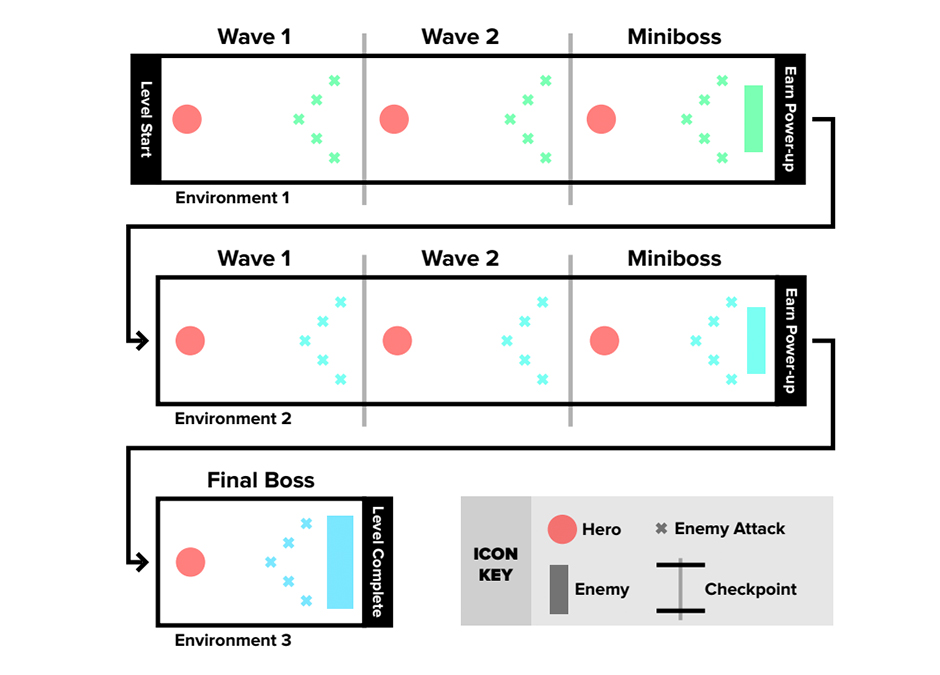 Wave 1
Wave 2
Miniboss
Level Start
Earn Power-up
Environment 1
Wave 1
Wave 2
Miniboss
Earn Power-up
Environment 2
Final Boss
Level Complete
Environment 3
ICON
KEY
Hero
Enemy Attack
Enemy
Checkpoint